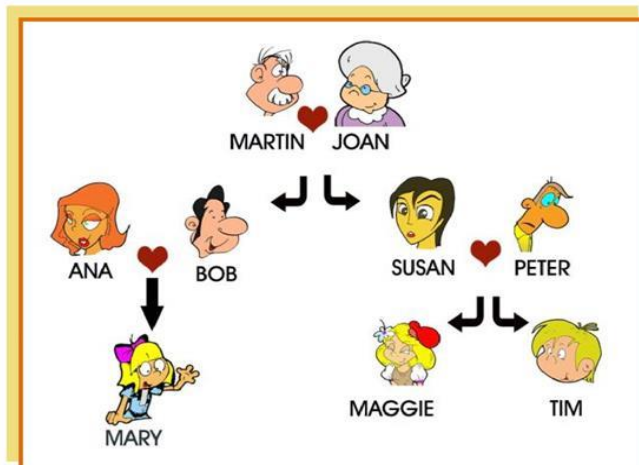 MARTIN JOAN
ANA BOB SUSAN PETER
MAGGIE TIM
MARY